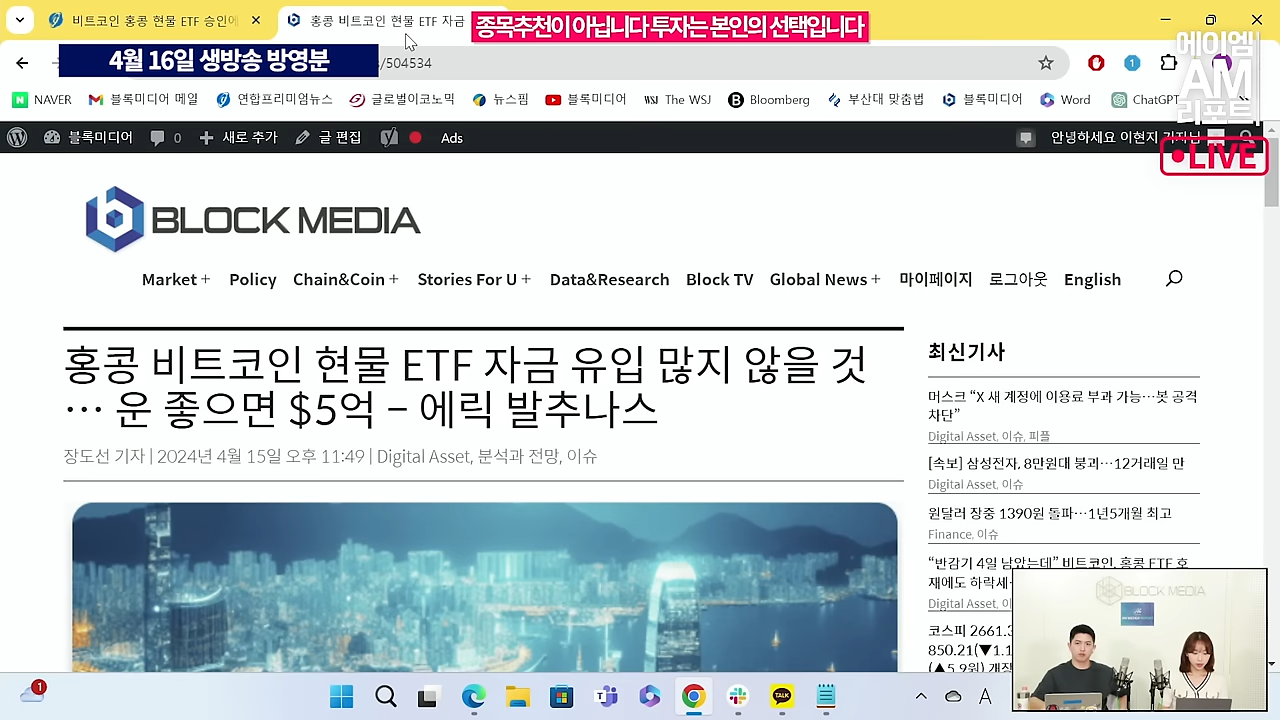 비트코인 홍콩 현물 ETF 승인에
홍콩 비트코인 현물 ETF 자금
종목추천이 아닙니다 투자는 본인의 선택입니다
4월 16일 생방송 방영분
/504534
1
에이엠
AM
리포트
LIVE
NAVER
블록미디어 메일
연합프리미엄뉴스
글로벌이코노믹
뉴스핌
블록미디어
WSJ The WSJ
B Bloomberg
부산대 맞춤법
블록미디어
Word
ChatGPT
블록미디어
0
새로 추가
글 편집
Ads
안녕하세요 이현지 기자님
BLOCK MEDIA
Market +
Policy
Chain&Coin +
Stories For U +
Data&Research
Block TV
Global News +
마이페이지
로그아웃
English
홍콩 비트코인 현물 ETF 자금 유입 많지 않을 것
… 운 좋으면 $5억 – 에릭 발추나스
장도선 기자 | 2024년 4월 15일 오후 11:49 | Digital Asset, 분석과 전망, 이슈
최신기사
머스크 “X 새 계정에 이용료 부과 가능…봇 공격
차단”
Digital Asset, 이슈, 피플
[속보] 삼성전자, 8만원대 붕괴…12거래일 만
Digital Asset, 이슈
원달러 장중 1390원 돌파…1년5개월 최고
Finance, 이슈
“반감기 4일 남았는데” 비트코인, 홍콩 ETF 호
재에도 하락세
Digital Asset, 이
코스피 2661.3
850.21(▼1.1
(▲5.9원) 개장
BLOCK MEDIA
1
TALK
A